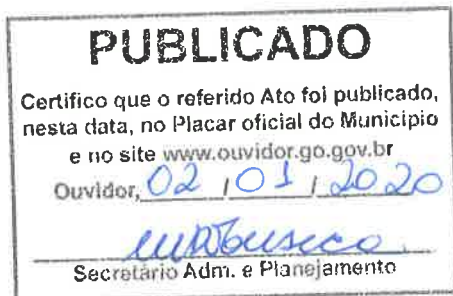 PUBLICADO
Certifico que o referido Ato foi publicado,
nesta data, no Placar oficial do Município
e no site www.ouvidor.go.gov.br
Ouvidor, 02 / 01 / 2020
Secretário Adm. e Planejamento